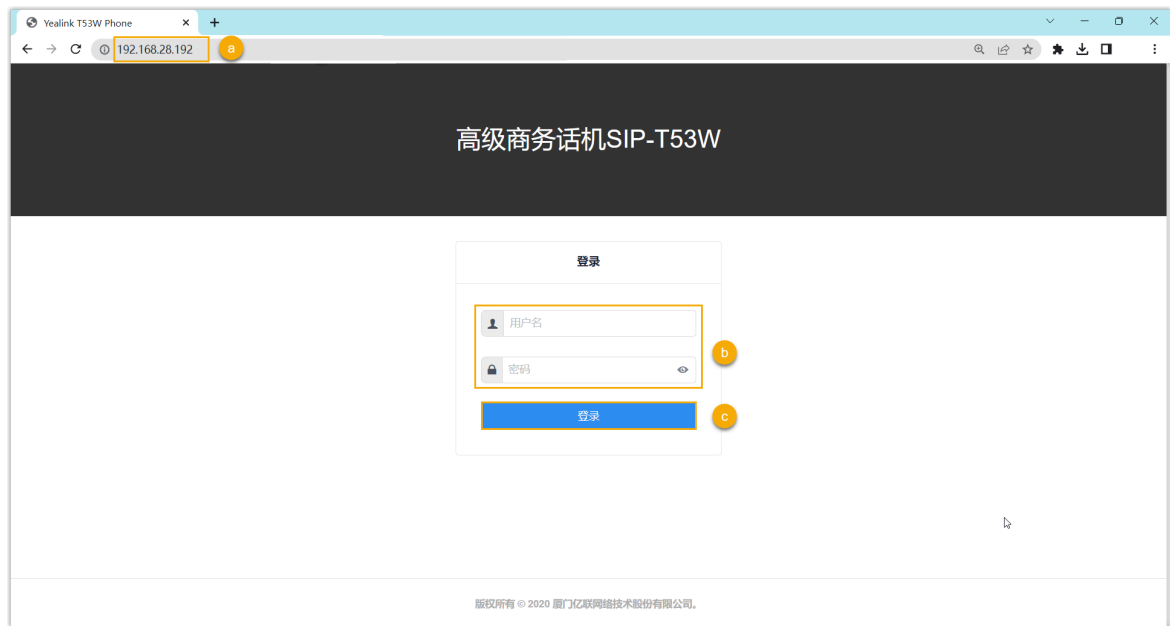 Yealink T53W Phone
192.168.28.192
a
高级商务话机SIP-T53W
登录
用户名
b
密码
登录
c
版权所有 © 2020 厦门亿联网络技术股份有限公司。